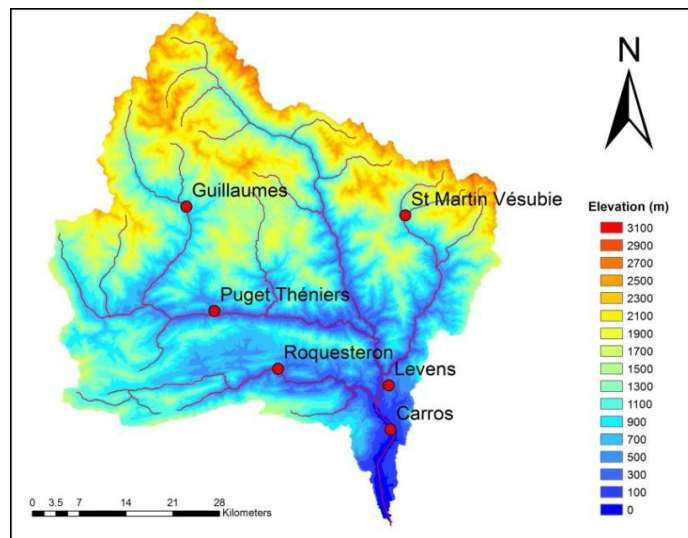 N
Guillaumes
St Martin Vésubie
Puget Théniers
Roquesteron
Levens
Carros
Elevation (m)
3100
2900
2700
2500
2300
2100
1900
1700
1500
1300
1100
900
700
500
300
100
0
0 3.5 7 14 21 28
Kilometers